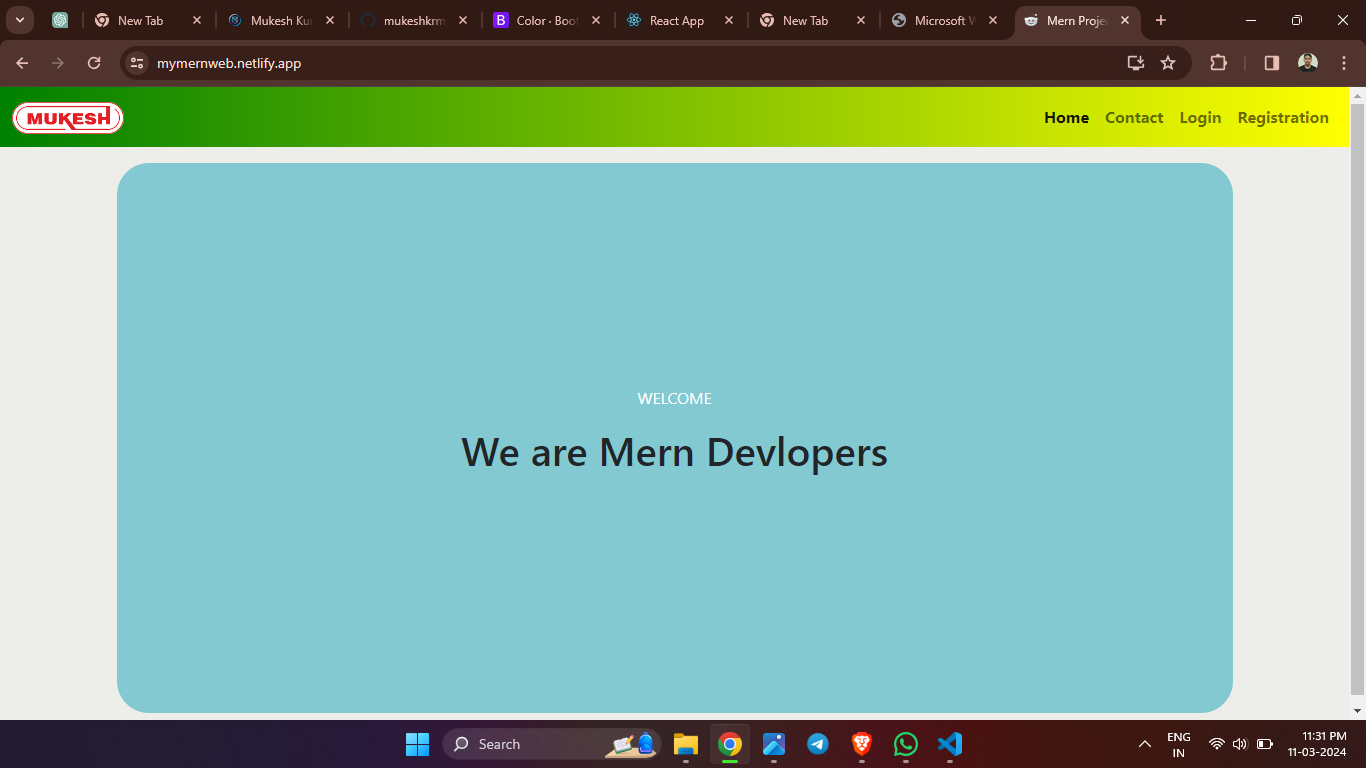 New Tab
Mukesh Kur
mukeshkrm
B
Color · Boot
React App
New Tab
Microsoft W
Mern Projec
mymernweb.netlify.app
MUKESH
Home Contact Login Registration
WELCOME
We are Mern Devlopers
Search
ENG
IN
11:31 PM
11-03-2024